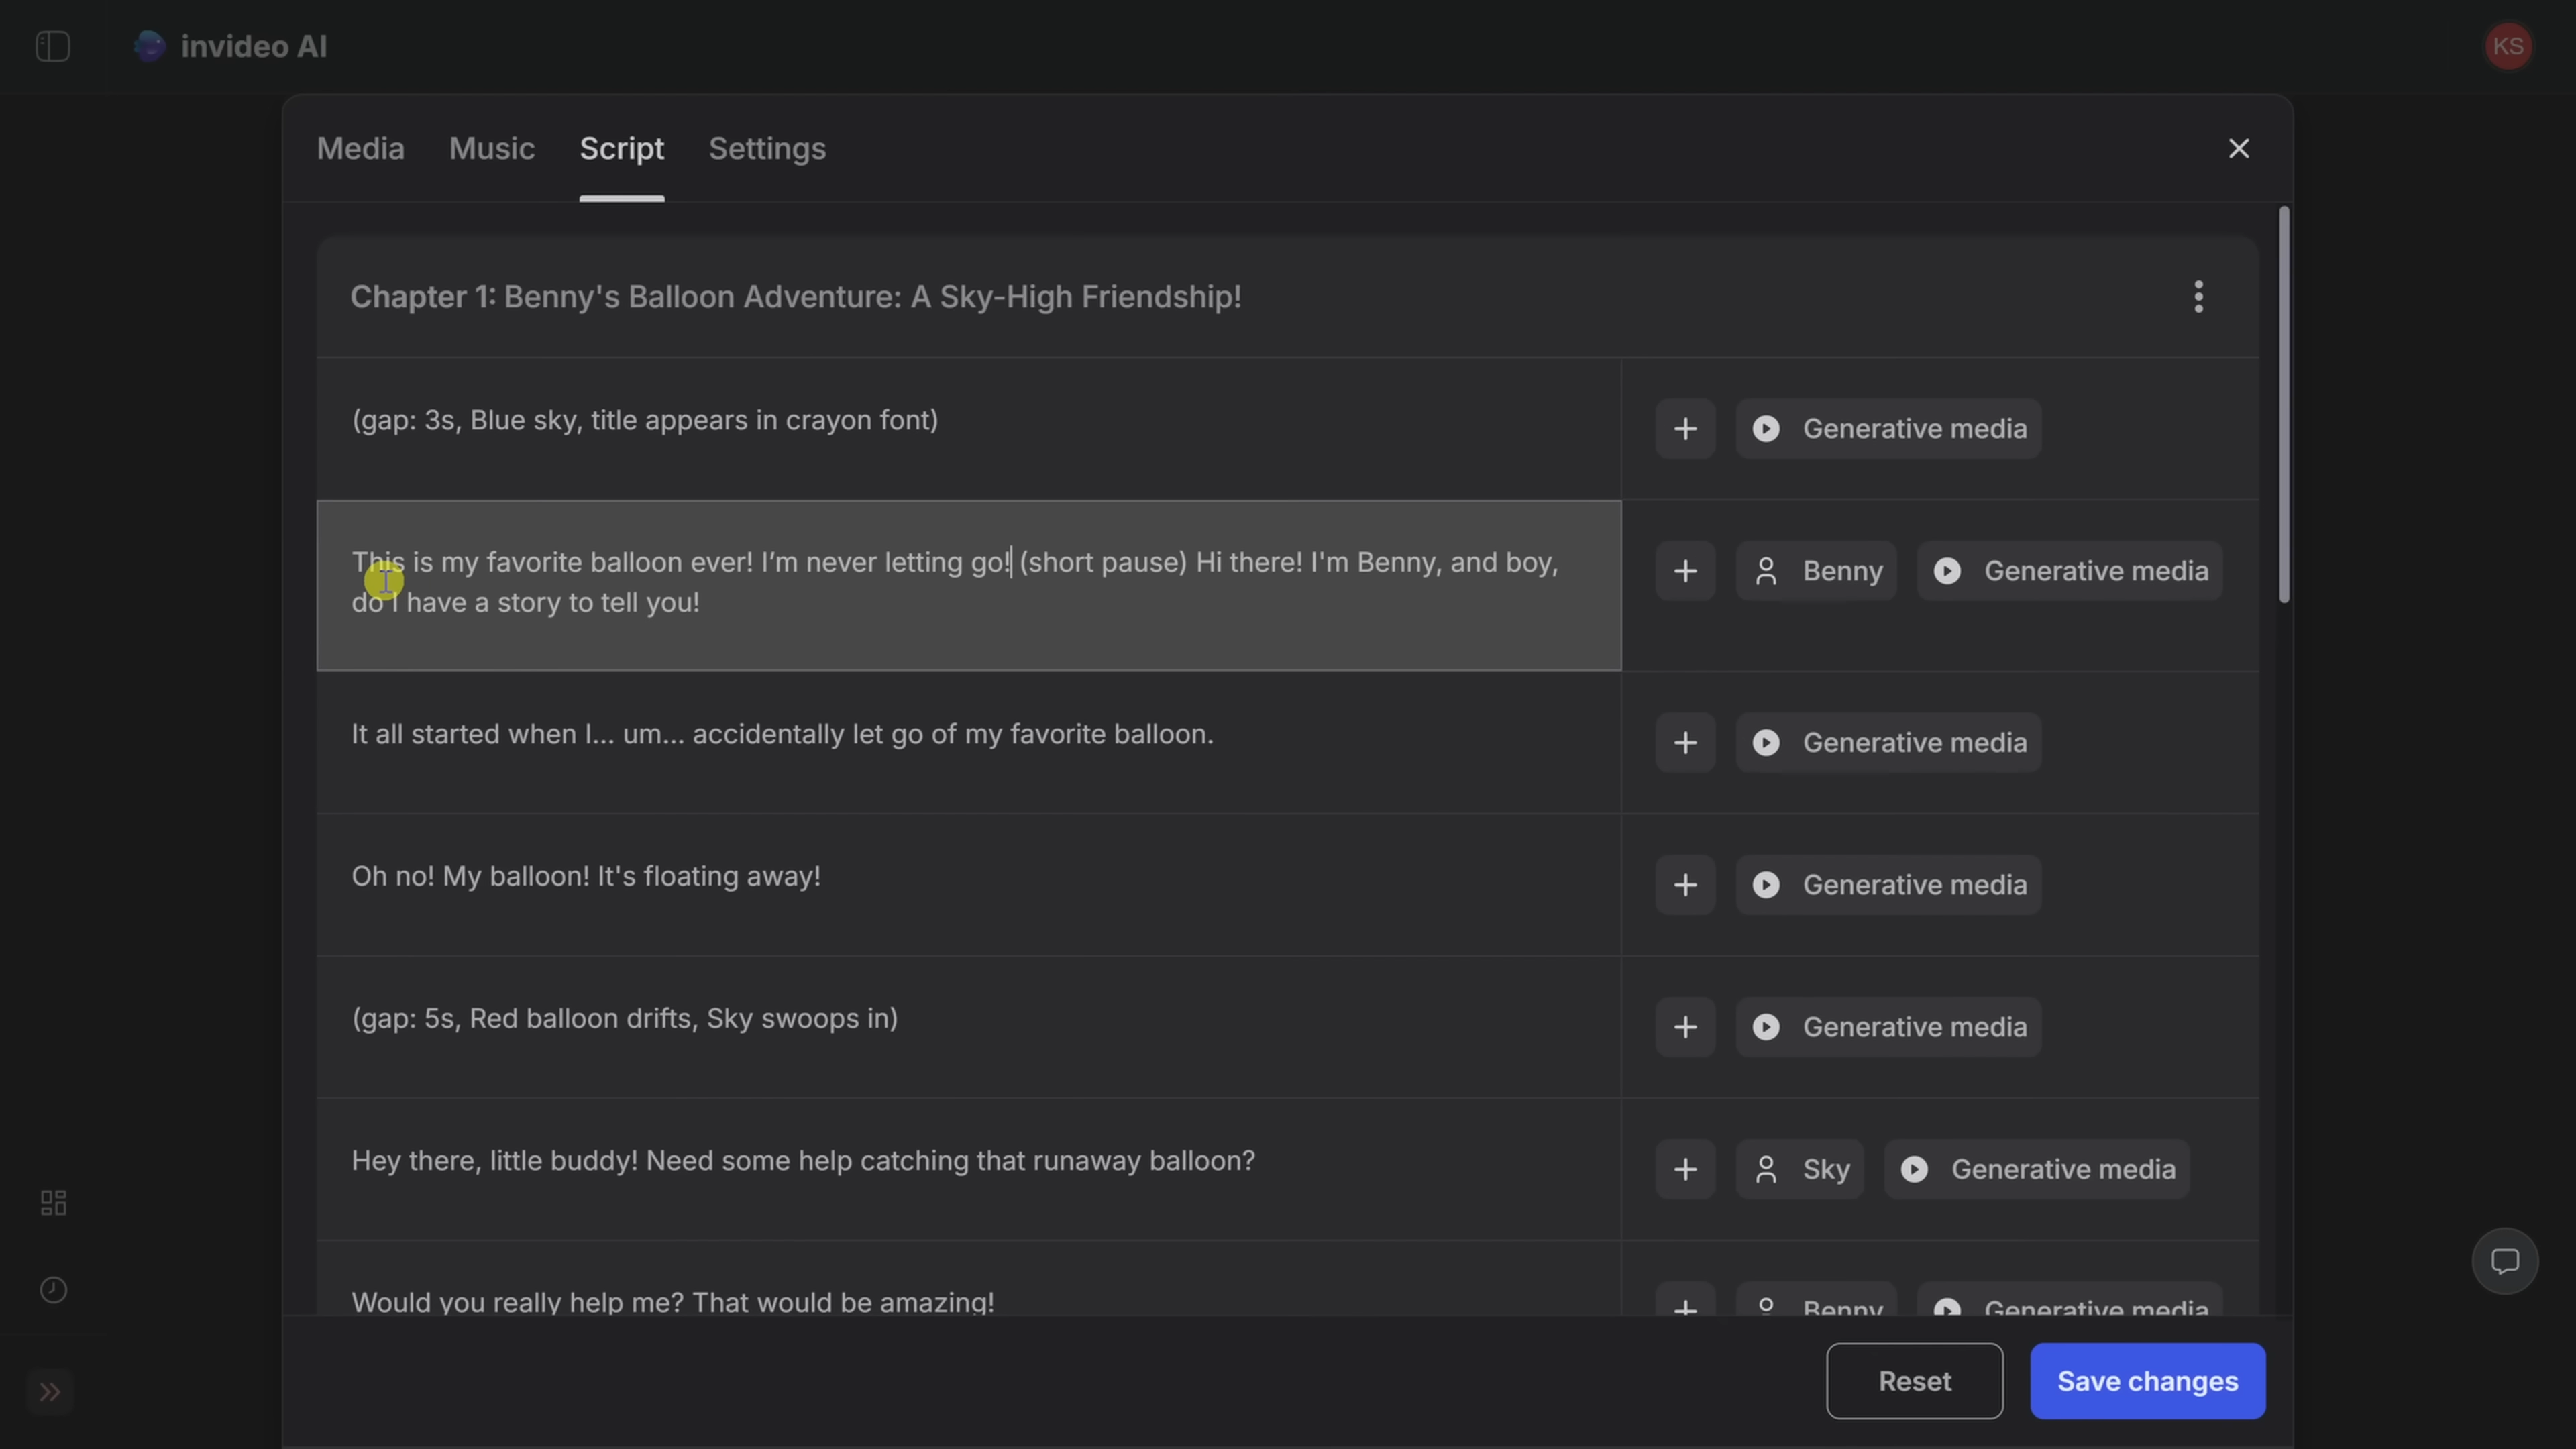 invideo AI
KS
Media Music Script Settings
Chapter 1: Benny's Balloon Adventure: A Sky-High Friendship!
(gap: 3s, Blue sky, title appears in crayon font)
Generative media
This is my favorite balloon ever! I’m never letting go! (short pause) Hi there! I'm Benny, and boy,
do I have a story to tell you!
Benny Generative media
It all started when I... um... accidentally let go of my favorite balloon.
Generative media
Oh no! My balloon! It's floating away!
Generative media
(gap: 5s, Red balloon drifts, Sky swoops in)
Generative media
Hey there, little buddy! Need some help catching that runaway balloon?
Sky Generative media
Would you really help me? That would be amazing!
Benny Generative media
Reset Save changes